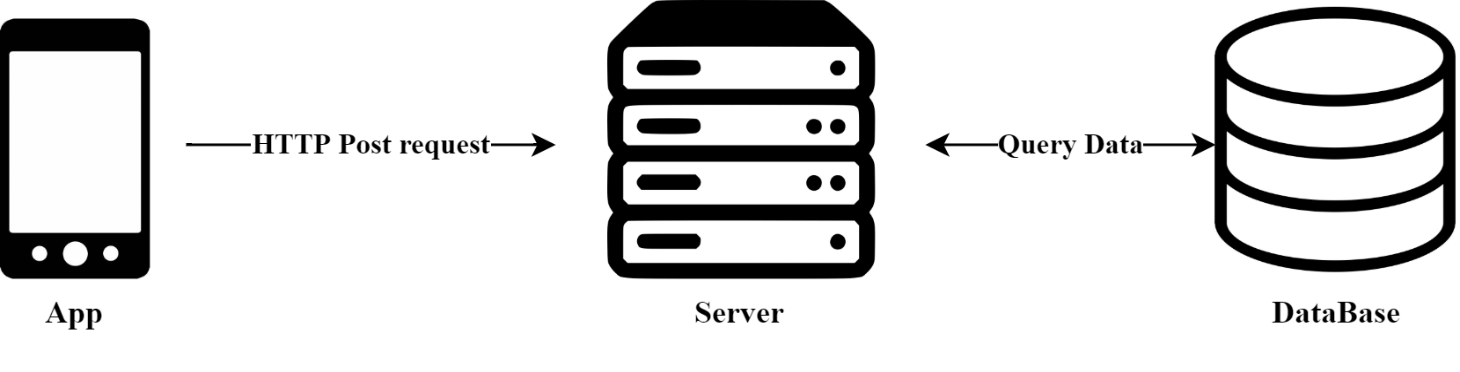 HTTP Post request
Query Data
App
Server
DataBase